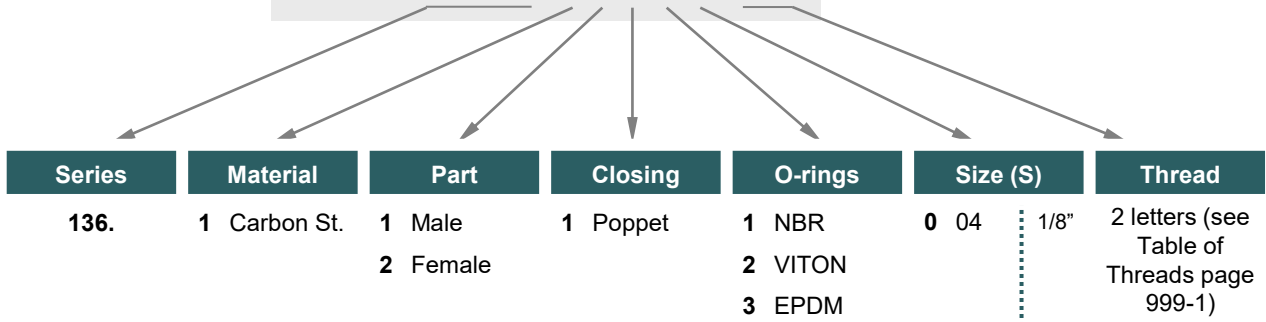 Series Material Part Closing O-rings Size (S) Thread
136. 1 Carbon St. 1 Male 1 Poppet 1 NBR 0 04 1/8” 2 letters (see
2 Female 2 VITON Table of
Threads page
3 EPDM 999-1)